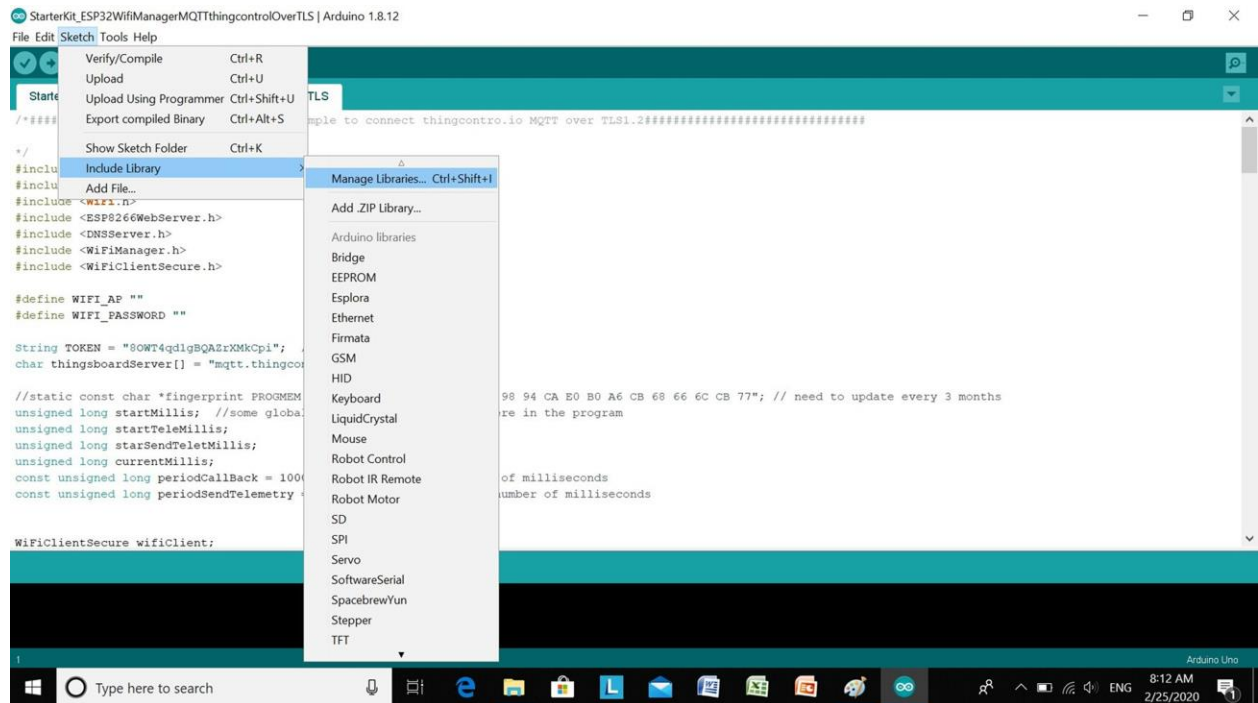 StarterKit_ESP32WifiManagerMQTTthingcontrolOverTLS | Arduino 1.8.12
File Edit Sketch Tools Help
Verify/Compile Ctrl+R
Upload Ctrl+U
Upload Using Programmer Ctrl+Shift+U
Export compiled Binary Ctrl+Alt+S
Show Sketch Folder Ctrl+K
Include Library
Add File...
Manage Libraries... Ctrl+Shift+I
Add .ZIP Library...
Arduino libraries
Bridge
EEPROM
Esplora
Ethernet
Firmata
GSM
HID
Keyboard
LiquidCrystal
Mouse
Robot Control
Robot IR Remote
Robot Motor
SD
SPI
Servo
SoftwareSerial
SpacebrewYun
Stepper
TFT
TLS
/*#### to connect thingcontro.io MQTT over TLS1.2###############################
*/
#include <Wifi.h>
#include <ESP8266WebServer.h>
#include <DNSServer.h>
#include <WiFiManager.h>
#include <WiFiClientSecure.h>
#define WIFI_AP ""
#define WIFI_PASSWORD ""
String TOKEN = "8OWT4qdlgBQAZrXMkCpi";
char thingsboardServer[] = "mqtt.thingco
//static const char *fingerprint PROGMEM 98 94 CA E0 B0 A6 CB 68 66 6C CB 77"; // need to update every 3 months
unsigned long startMillis; //some globa in the program
unsigned long startTeleMillis;
unsigned long starSendTeletMillis;
unsigned long currentMillis;
const unsigned long periodCallBack = 100 of milliseconds
const unsigned long periodSendTelemetry = of milliseconds
WiFiClientSecure wifiClient;
1 Arduino Uno
Type here to search
ENG
8:12 AM
2/25/2020